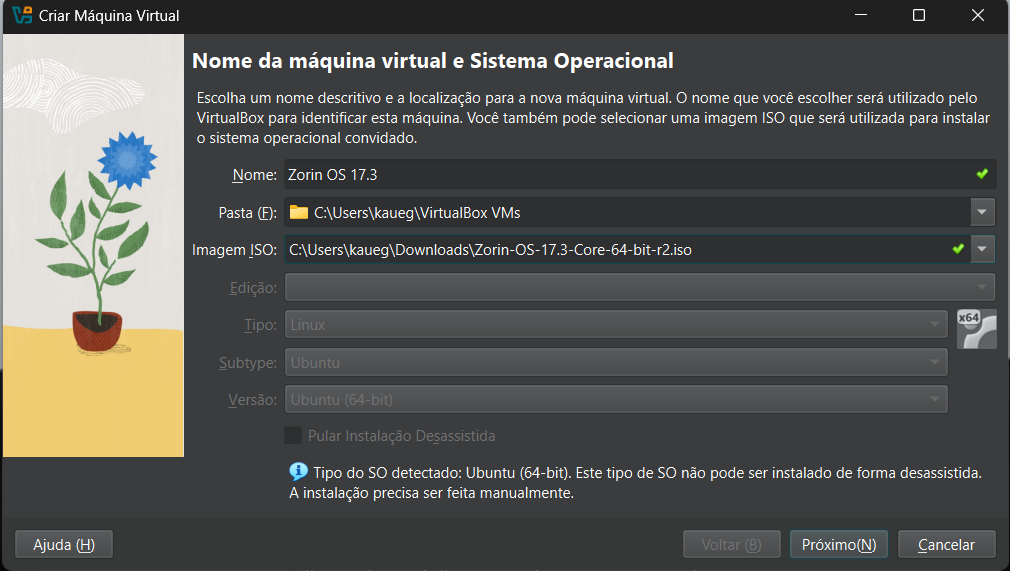 Criar Máquina Virtual
Nome da máquina virtual e Sistema Operacional
Escolha um nome descritivo e a localização para a nova máquina virtual. O nome que você escolher será utilizado pelo
VirtualBox para identificar esta máquina. Você também pode selecionar uma imagem ISO que será utilizada para instalar
o sistema operacional convidado.
Nome: Zorin OS 17.3
Pasta (F): C:\Users\kaueg\VirtualBox VMs
Imagem ISO: C:\Users\kaueg\Downloads\Zorin-OS-17.3-Core-64-bit-r2.iso
Edição:
Tipo: Linux x64
Subtype: Ubuntu
Versão: Ubuntu (64-bit)
Pular Instalação Desassistida
Tipo do SO detectado: Ubuntu (64-bit). Este tipo de SO não pode ser instalado de forma desassistida.
A instalação precisa ser feita manualmente.
Ajuda (H) Voltar (B) Próximo(N) Cancelar